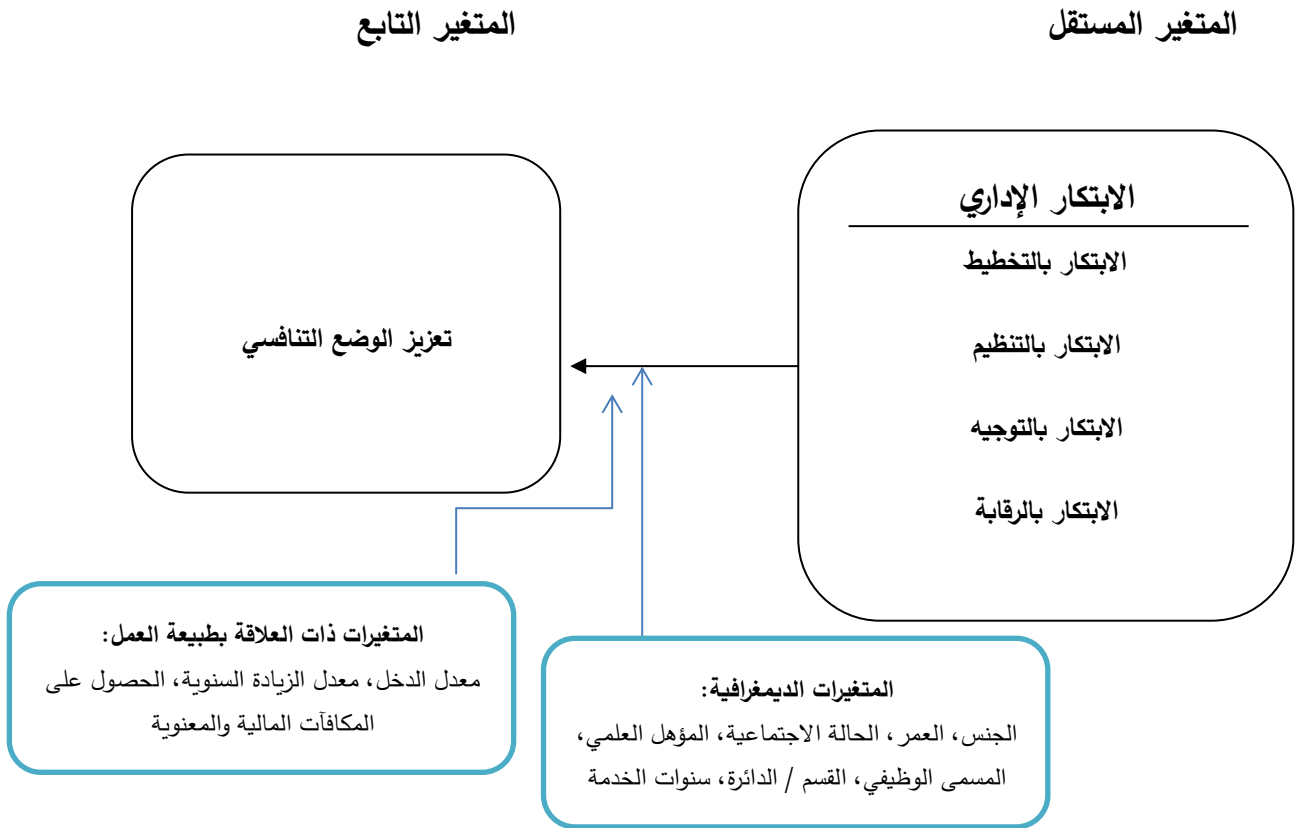 المتغير المستقل
المتغير التابع
الابتكار الإداري
الابتكار بالتخطيط
الابتكار بالتنظيم
الابتكار بالتوجيه
الابتكار بالرقابة
تعزيز الوضع التنافسي
المتغيرات الديمغرافية:
الجنس، العمر، الحالة الاجتماعية، المؤهل العلمي،
المسمى الوظيفي، القسم / الدائرة، سنوات الخدمة
المتغيرات ذات العلاقة بطبيعة العمل:
معدل الدخل، معدل الزيادة السنوية، الحصول على
المكافآت المالية والمعنوية